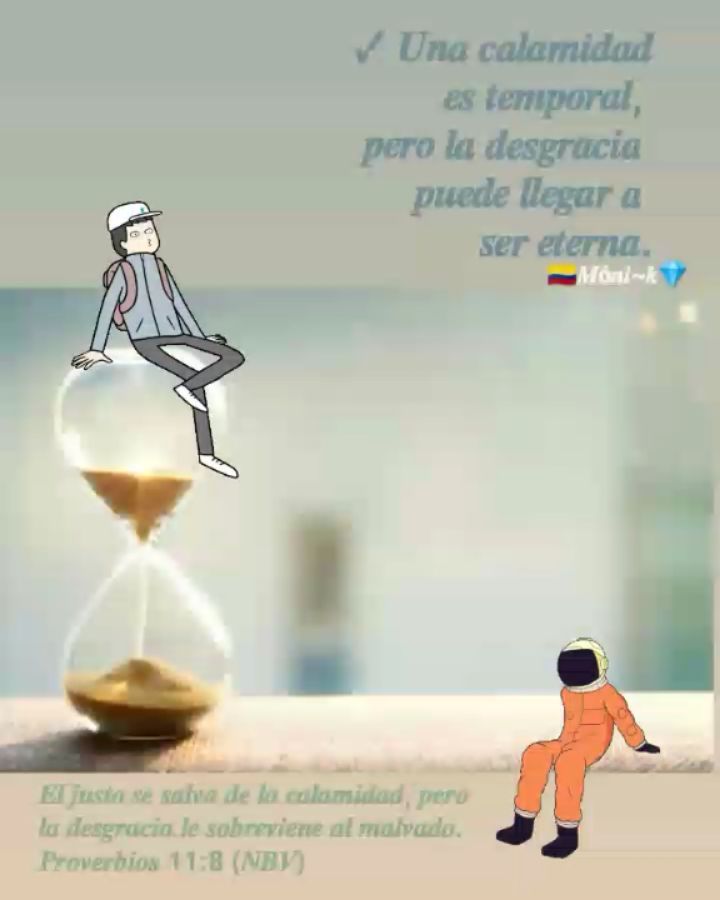 ✓ Una calamidad
es temporal,
pero la desgracia
puede llegar a
ser eterna.
🇨🇴Móni~k💎
El justo se salva de la calamidad, pero
la desgracia le sobreviene al malvado.
Proverbios 11:8 (NBV)